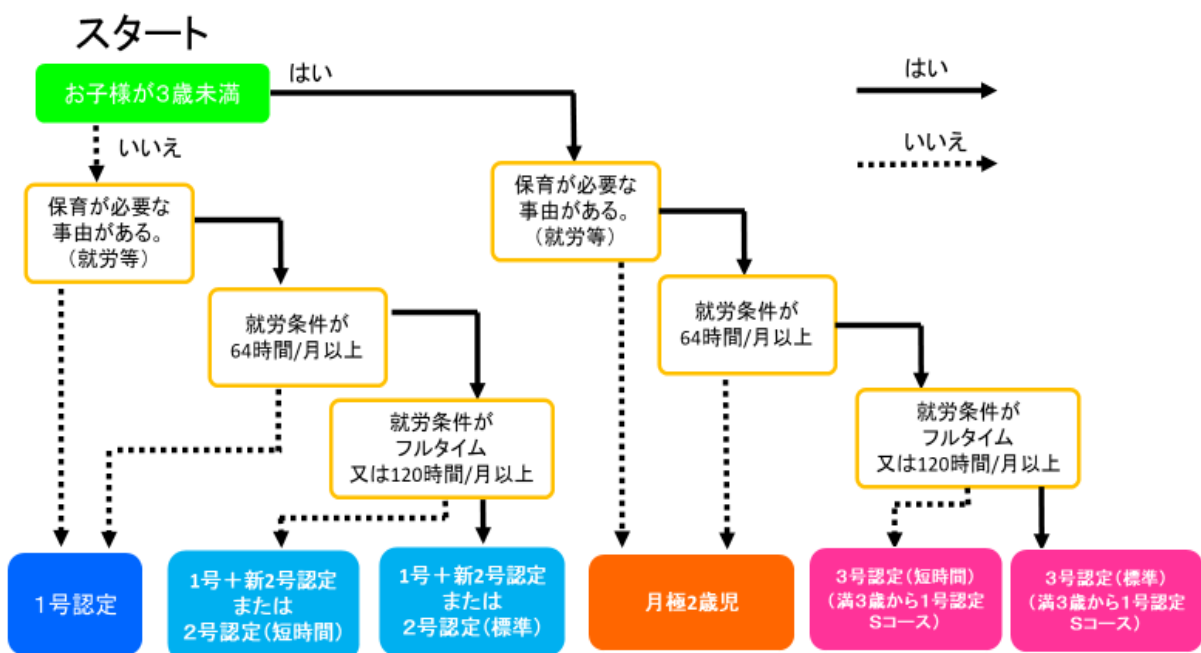 スタート
お子様が3歳未満
はい
いいえ
はい
いいえ
保育が必要な
事由がある。
（就労等）
就労条件が
64時間/月以上
就労条件が
フルタイム
又は120時間/月以上
保育が必要な
事由がある。
（就労等）
就労条件が
64時間/月以上
就労条件が
フルタイム
又は120時間/月以上
1号認定
1号＋新2号認定
または
2号認定（短時間）
1号＋新2号認定
または
2号認定（標準）
月極2歳児
3号認定（短時間）
（満3歳から1号認定
Sコース）
3号認定（標準）
（満3歳から1号認定
Sコース）